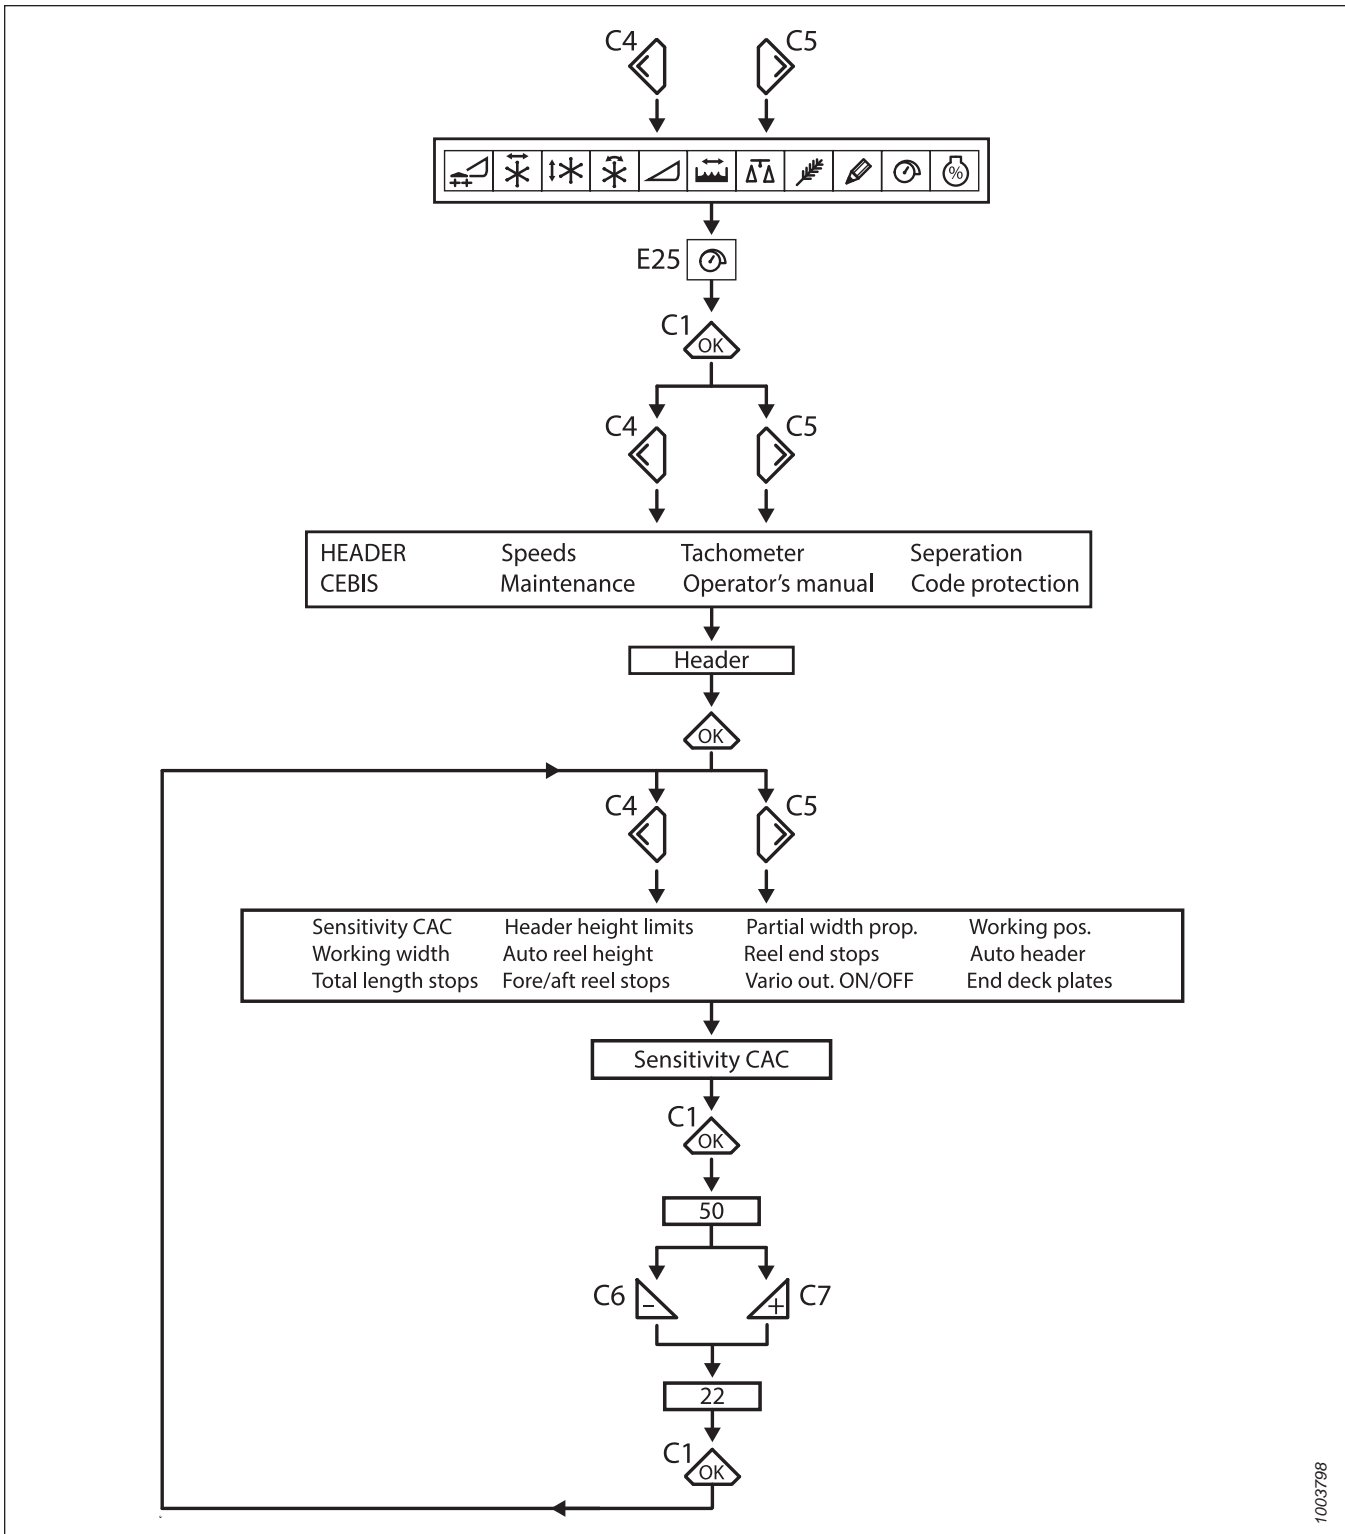 C4 C5
%
E25
C1
OK
C4 C5
HEADER Speeds Tachometer Seperation
CEBIS Maintenance Operator's manual Code protection
Header
OK
C4 C5
Sensitivity CAC Header height limits Partial width prop. Working pos.
Working width Auto reel height Reel end stops Auto header
Total length stops Fore/aft reel stops Vario out. ON/OFF End deck plates
Sensitivity CAC
C1
OK
50
C6 - + C7
22
C1
OK
1003798